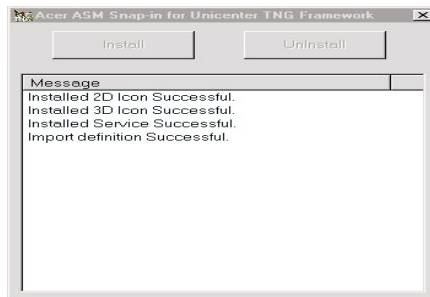 Acer ASM Snap-in for Unicenter TNG Framework
Install
UnInstall
Message
Installed 2D Icon Successful.
Installed 3D Icon Successful.
Installed Service Successful.
Import definition Successful.